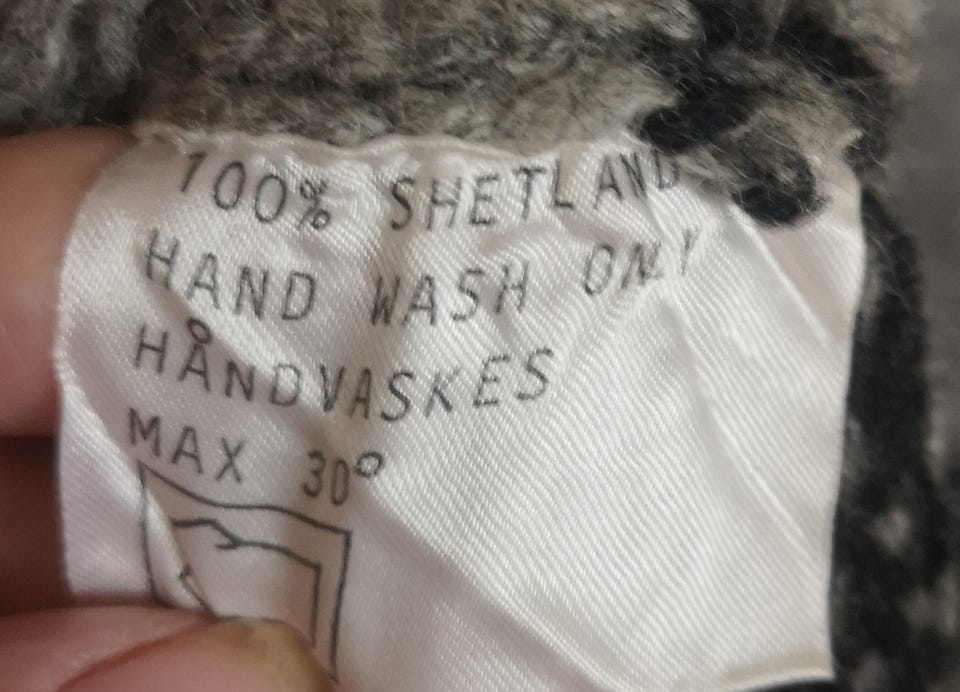 100% SHETLAND
HAND WASH ONLY
HÅNDVASKES
MAX 30°